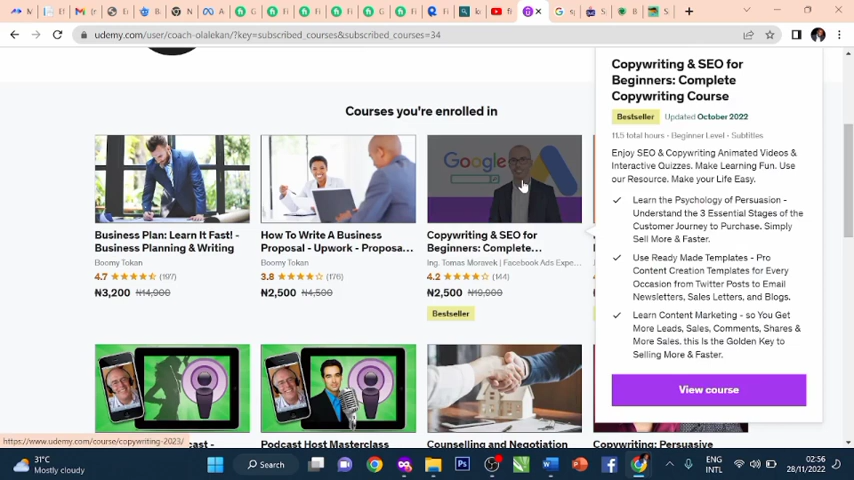 udemy.com/user/coach-olalekan/?key=subscribed_courses&subscribed_courses=34
Courses you're enrolled in
Google
Business Plan: Learn It Fast! -
Business Planning & Writing
Boomy Tokan
4.7 (197)
₦3,200 ₦14,900
How To Write A Business
Proposal - Upwork - Proposa...
Boomy Tokan
3.8 (176)
₦2,500 ₦4,500
Copywriting & SEO for
Beginners: Complete...
Ing. Tomas Moravek | Facebook Ads Expe...
4.2 (144)
₦2,500 ₦19,900
Bestseller
Copywriting & SEO for
Beginners: Complete
Copywriting Course
Bestseller Updated October 2022
11.5 total hours - Beginner Level - Subtitles
Enjoy SEO & Copywriting Animated Videos &
Interactive Quizzes. Make Learning Fun. Use
our Resource. Make your Life Easy.
Learn the Psychology of Persuasion -
Understand the 3 Essential Stages of the
Customer Journey to Purchase. Simply
Sell More & Faster.
Use Ready Made Templates - Pro
Content Creation Templates for Every
Occasion from Twitter Posts to Email
Newsletters, Sales Letters, and Blogs.
Learn Content Marketing - so You Get
More Leads, Sales, Comments, Shares &
More Sales. this Is the Golden Key to
Selling More & Faster.
View course
Podcast Host Masterclass
Counselling and Negotiation
Copywriting: Persuasive
https://www.udemy.com/course/copywriting-2023/
31°C
Mostly cloudy
Search
ENG
INTL
02:56
28/11/2022